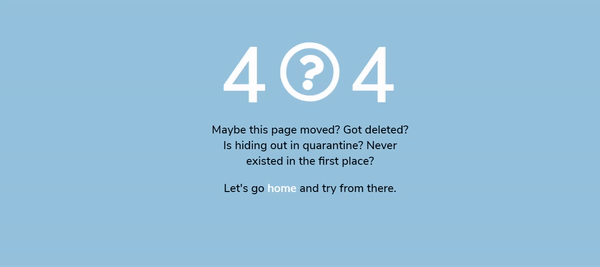 4?4
Maybe this page moved? Got deleted?
Is hiding out in quarantine? Never
existed in the first place?
Let's go home and try from there.